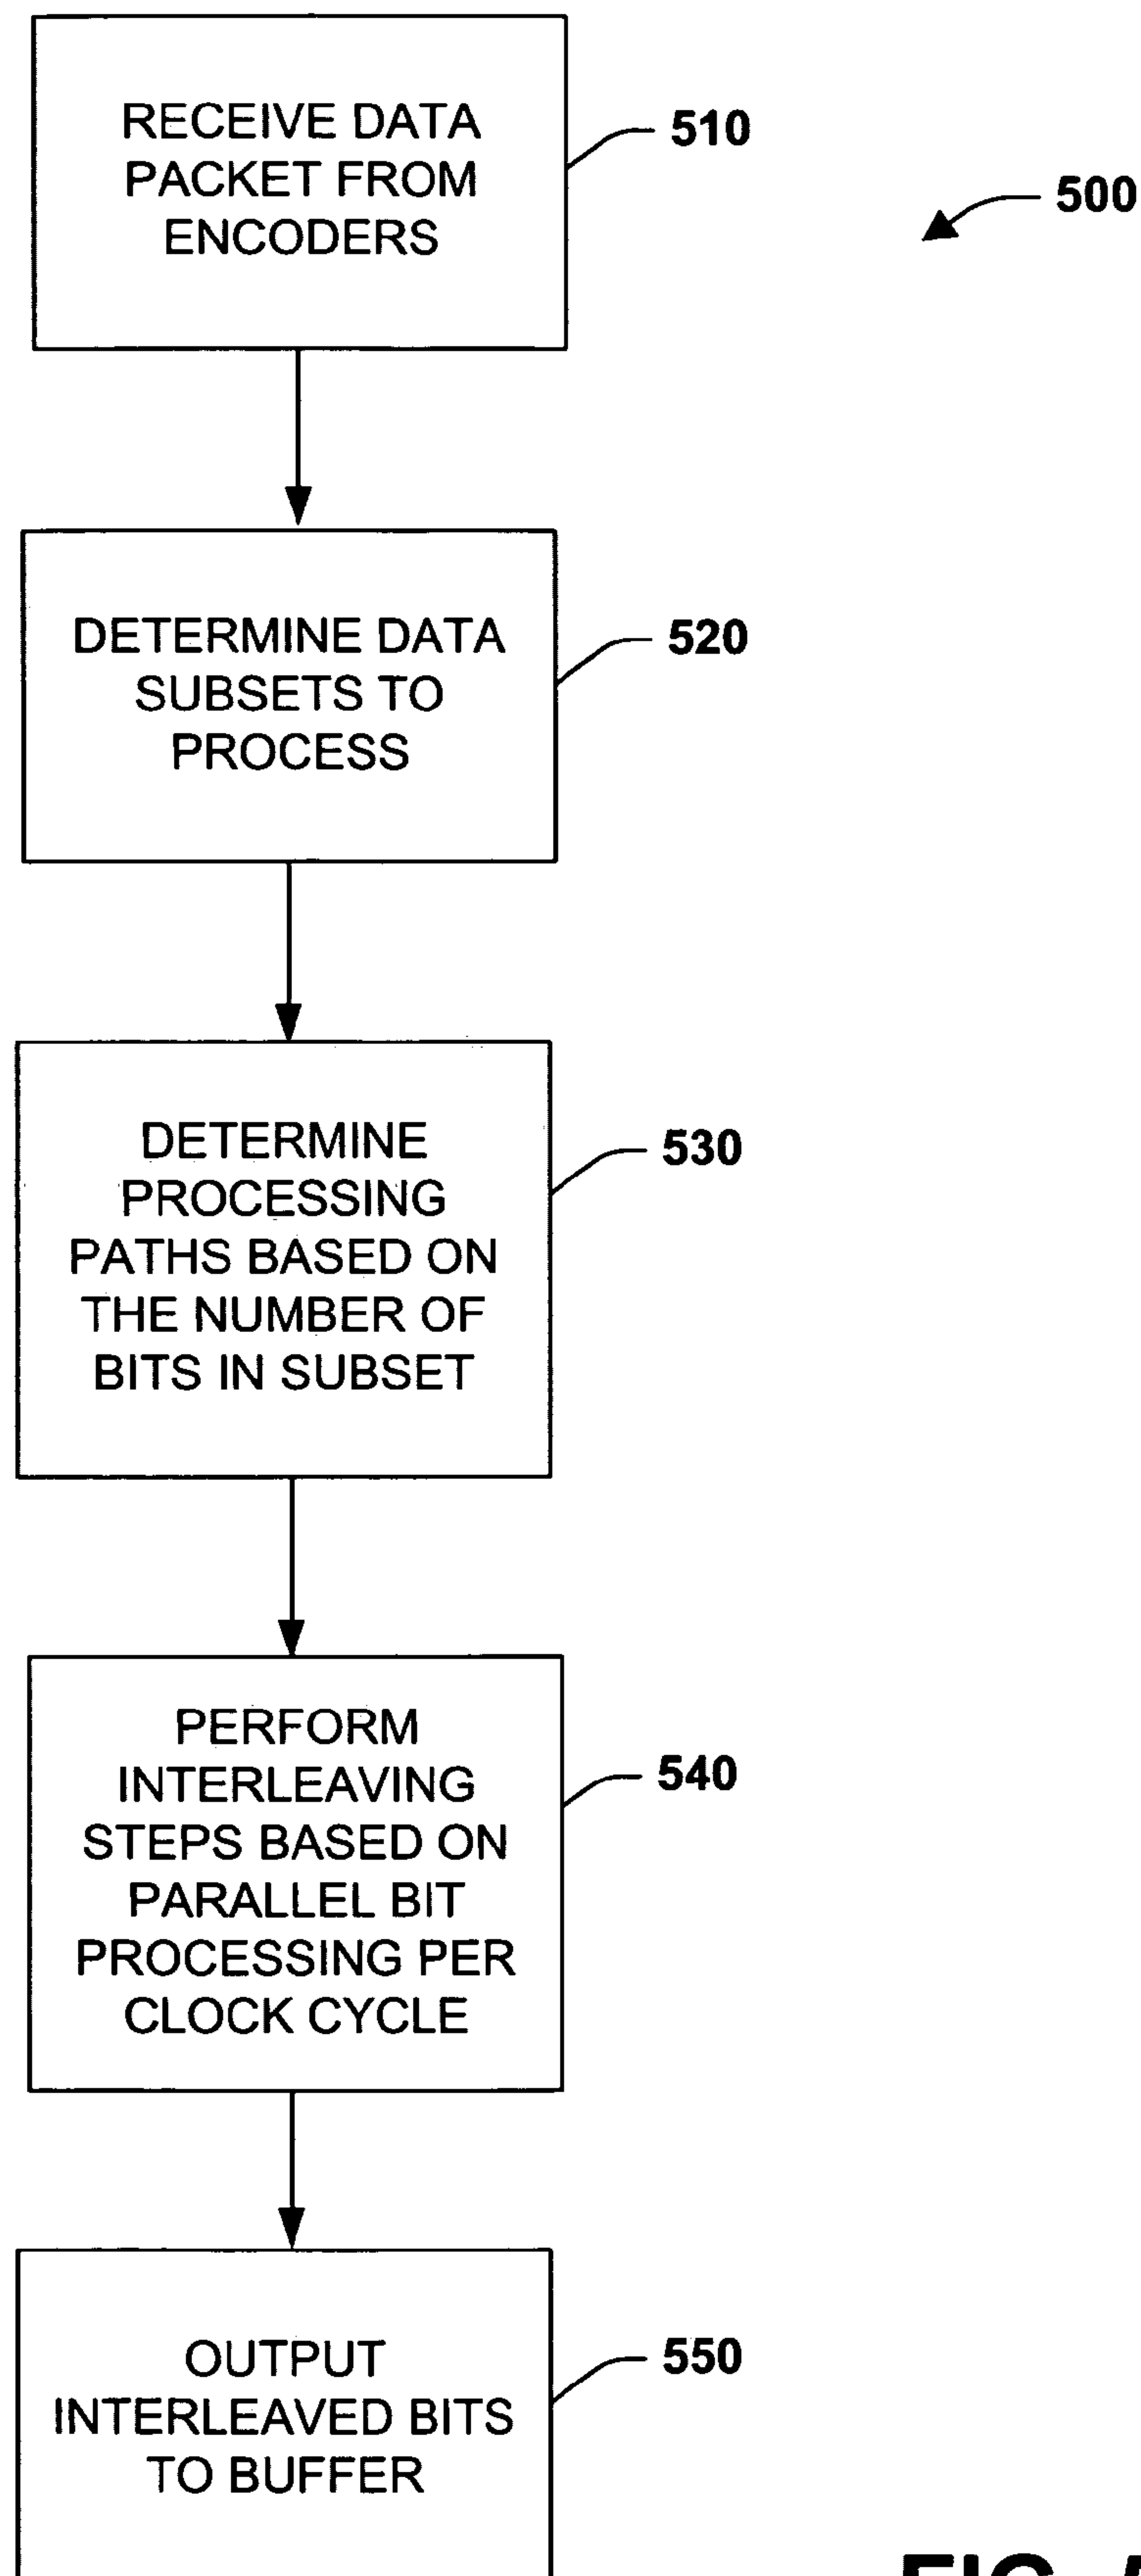 RECEIVE DATA
PACKET FROM
ENCODERS
510
500
DETERMINE DATA
SUBSETS TO
PROCESS
520
DETERMINE
PROCESSING
PATHS BASED ON
THE NUMBER OF
BITS IN SUBSET
530
PERFORM
INTERLEAVING
STEPS BASED ON
PARALLEL BIT
PROCESSING PER
CLOCK CYCLE
540
OUTPUT
INTERLEAVED BITS
TO BUFFER
550